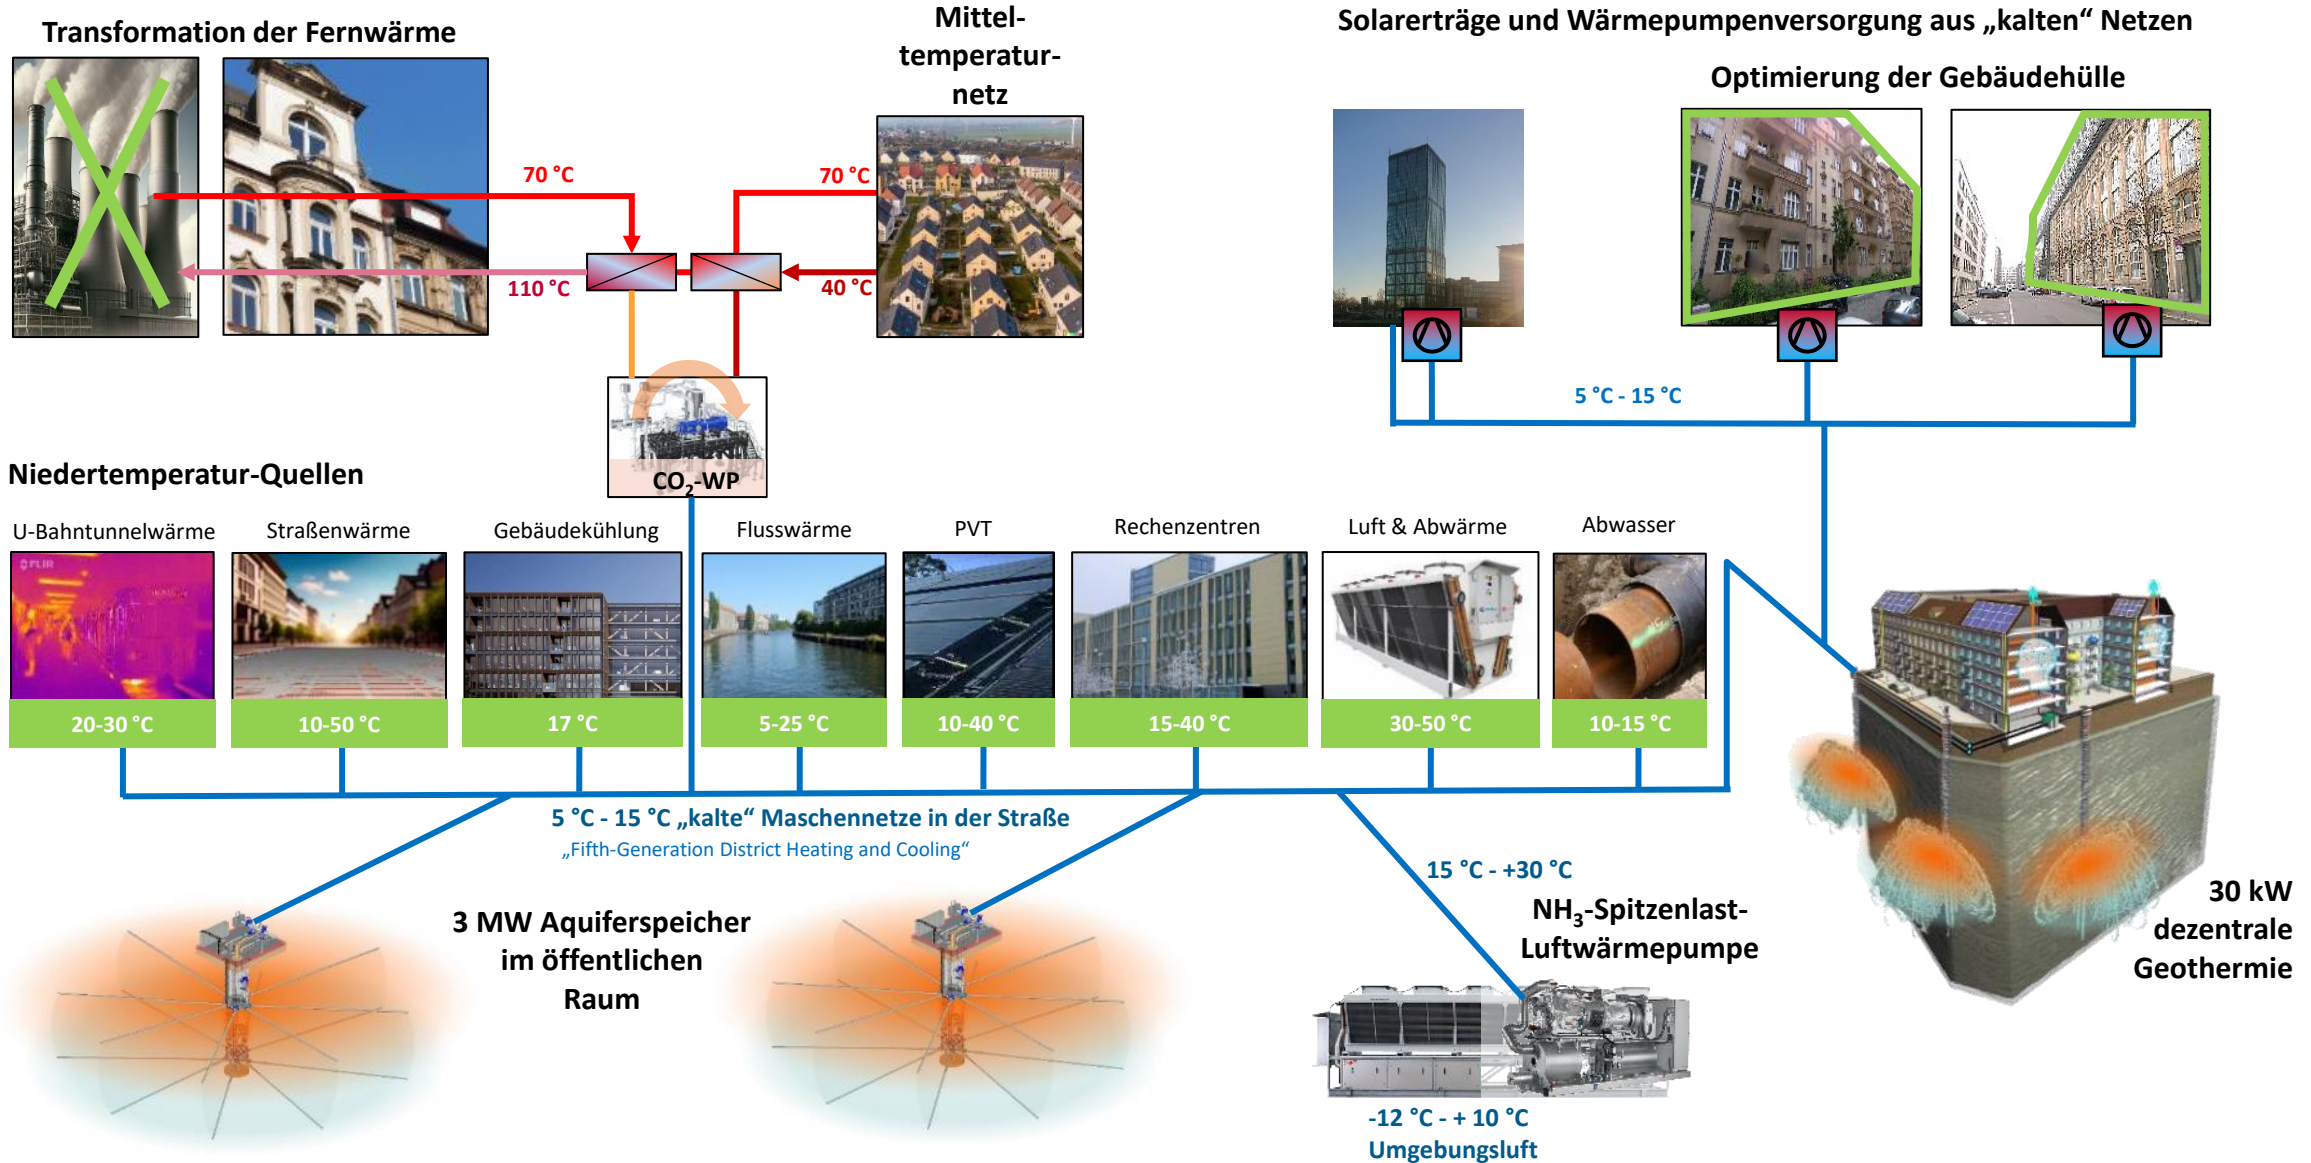 Transformation der Fernwärme
Mittel-
temperatur-
netz
Solarerträge und Wärmepumpenversorgung aus „kalten“ Netzen
Optimierung der Gebäudehülle
70 °C
70 °C
110 °C
40 °C
CO₂-WP
5 °C - 15 °C
Niedertemperatur-Quellen
U-Bahntunnelwärme
Straßenwärme
Gebäudekühlung
Flusswärme
PVT
Rechenzentren
Luft & Abwärme
Abwasser
FLIR
20-30 °C
10-50 °C
17 °C
5-25 °C
10-40 °C
15-40 °C
30-50 °C
10-15 °C
5 °C - 15 °C „kalte“ Maschennetze in der Straße
„Fifth-Generation District Heating and Cooling“
3 MW Aquiferspeicher
im öffentlichen
Raum
15 °C - +30 °C
NH₃-Spitzenlast-
Luftwärmepumpe
-12 °C - + 10 °C
Umgebungsluft
30 kW
dezentrale
Geothermie